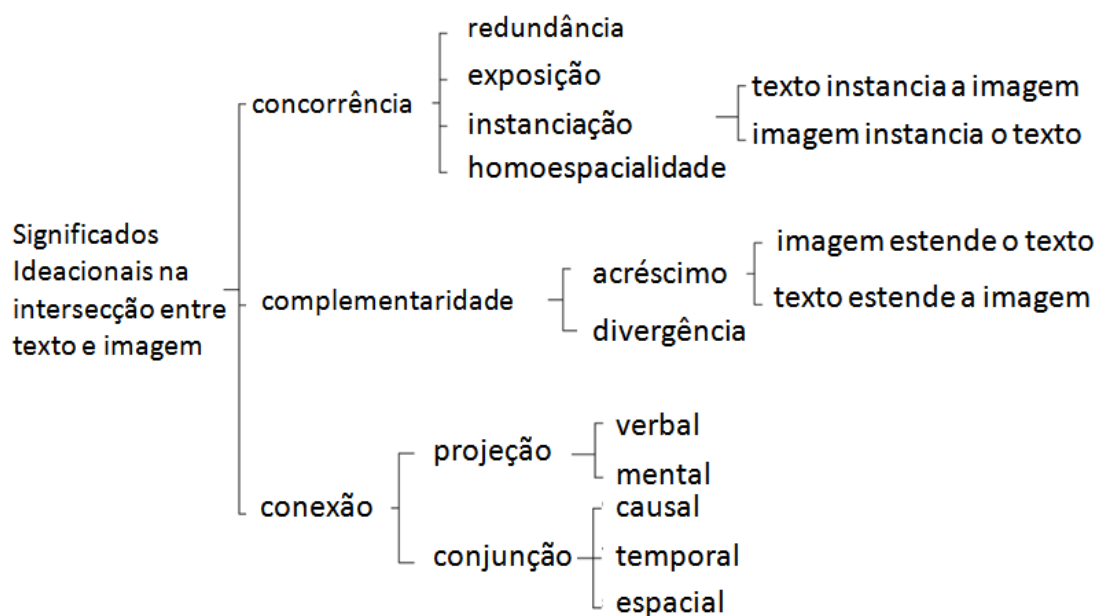 redundância
exposição
concorrência
instanciação
homoespacialidade
texto instancia a imagem
imagem instancia o texto
Significados
Ideacionais na
intersecção entre
texto e imagem
complementaridade
acréscimo
divergência
imagem estende o texto
texto estende a imagem
conexão
projeção
verbal
mental
conjunção
causal
temporal
espacial